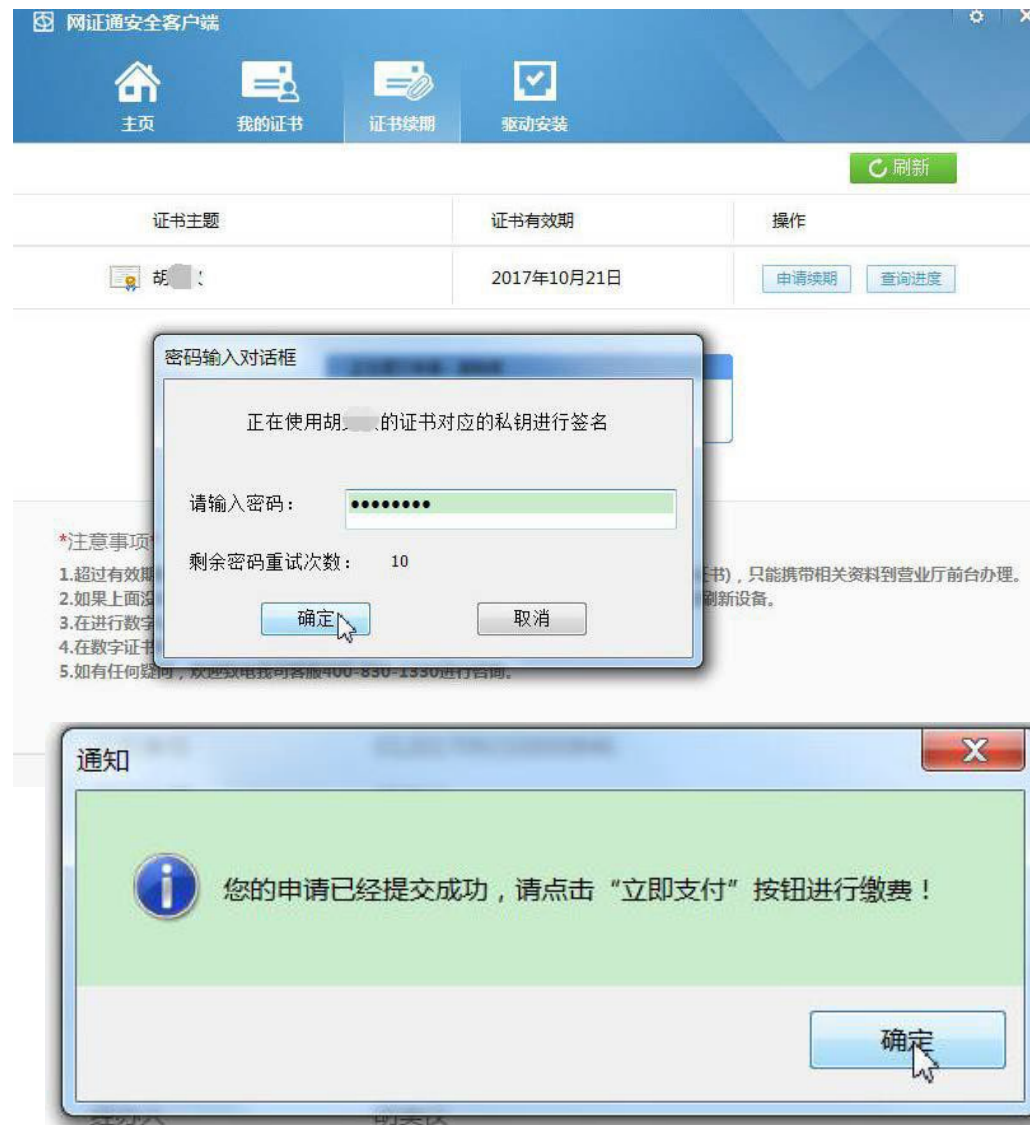 网证通安全客户端
主页 我的证书 证书续期 驱动安装
刷新
证书主题 证书有效期 操作
胡 2017年10月21日 申请续期 查询进度
密码输入对话框
正在使用胡 的证书对应的私钥进行签名
请输入密码：
剩余密码重试次数： 10
确定 取消
*注意事项
1.超过有效期 书)，只能携带相关资料到营业厅前台办理。
2.如果上面没 刷新设备。
3.在进行数字
4.在数字证书
5.如有任何疑问，欢迎致电我司客服400-830-1330进行咨询。
通知
您的申请已经提交成功，请点击“立即支付”按钮进行缴费！
确定